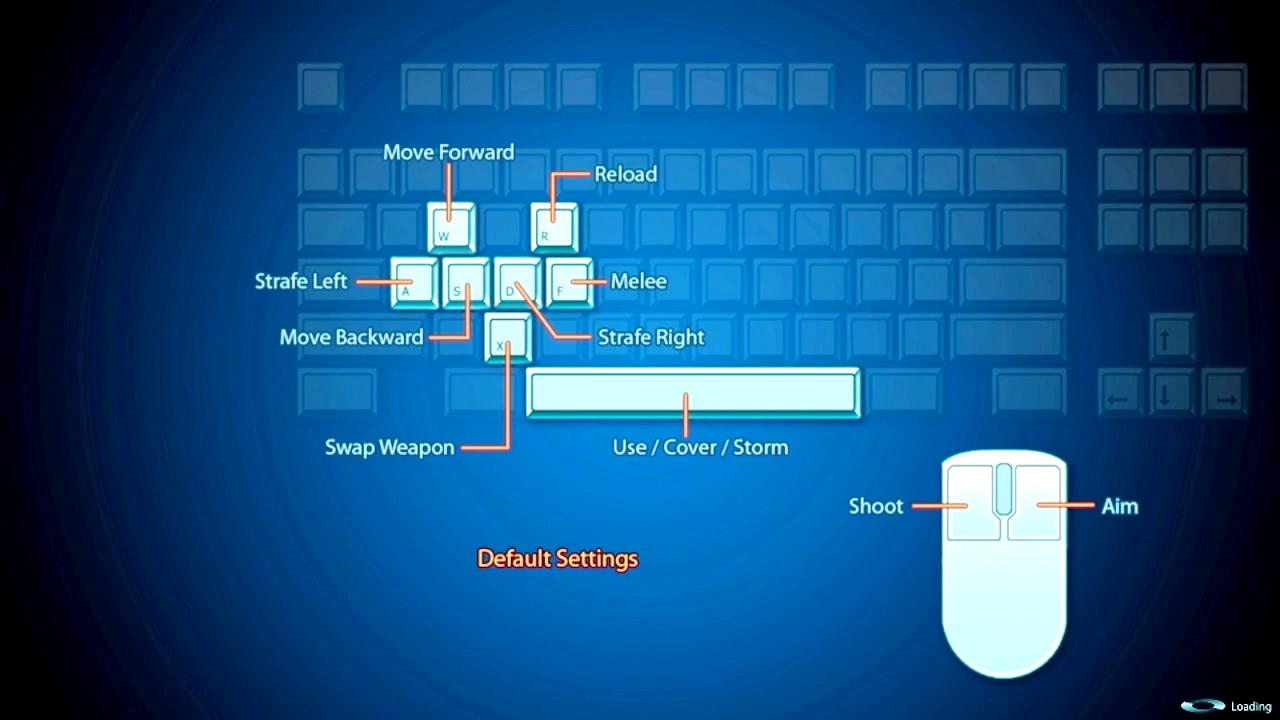 Move Forward
Reload
W
R
Strafe Left
A
S
D
F
Melee
Move Backward
X
Strafe Right
↑
←
↓
→
Swap Weapon
Use / Cover / Storm
Shoot
Aim
Default Settings
Loading